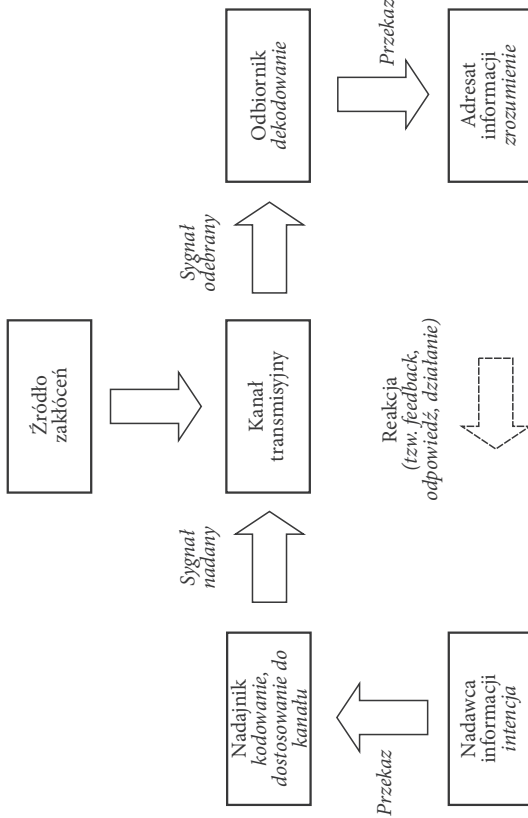 Źródło
zakłóceń
Nadajnik
kodowanie,
dostosowanie do
kanału
Sygnał
nadany
Kanał
transmisyjny
Sygnał
odebrany
Odbiornik
dekodowanie
Przekaz
Reakcja
(tzw. feedback,
odpowiedź, działanie)
Przekaz
Nadawca
informacji
intencja
Adresat
informacji
zrozumienie